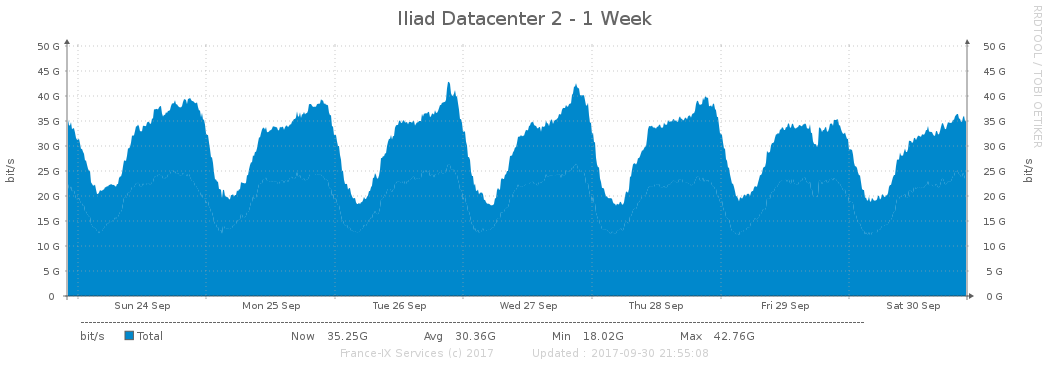 Iliad Datacenter 2 - 1 Week
RRDTOOL / TOBI OETIKER
50 G 50 G
45 G 45 G
40 G 40 G
35 G 35 G
30 G 30 G
25 G 25 G
20 G 20 G
15 G 15 G
10 G 10 G
5 G 5 G
0 0 G
bit/s bit/s
Sun 24 Sep Mon 25 Sep Tue 26 Sep Wed 27 Sep Thu 28 Sep Fri 29 Sep Sat 30 Sep
bit/s Total Now 35.25G Avg 30.36G Min 18.02G Max 42.76G
France-IX Services (c) 2017 Updated : 2017-09-30 21:55:08